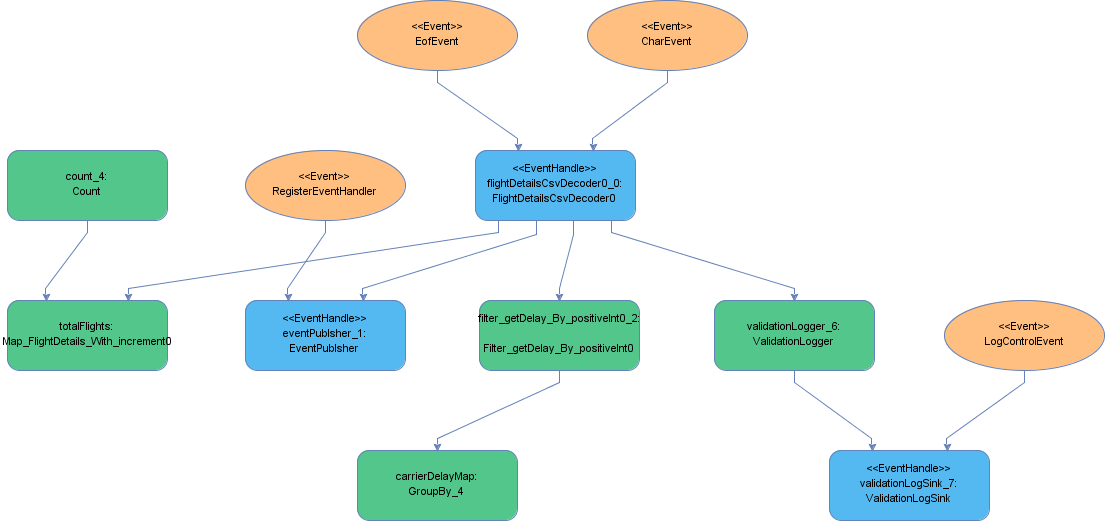 <<Event>>
EofEvent
<<Event>>
CharEvent
count_4:
Count
<<Event>>
RegisterEventHandler
<<EventHandle>>
flightDetailsCsvDecoder0_0:
FlightDetailsCsvDecoder0
totalFlights:
Map_FlightDetails_With_increment0
<<EventHandle>>
eventPublsher_1:
EventPublsher
filter_getDelay_By_positiveInt0_2:
Filter_getDelay_By_positiveInt0
validationLogger_6:
ValidationLogger
<<Event>>
LogControlEvent
carrierDelayMap:
GroupBy_4
<<EventHandle>>
validationLogSink_7:
ValidationLogSink